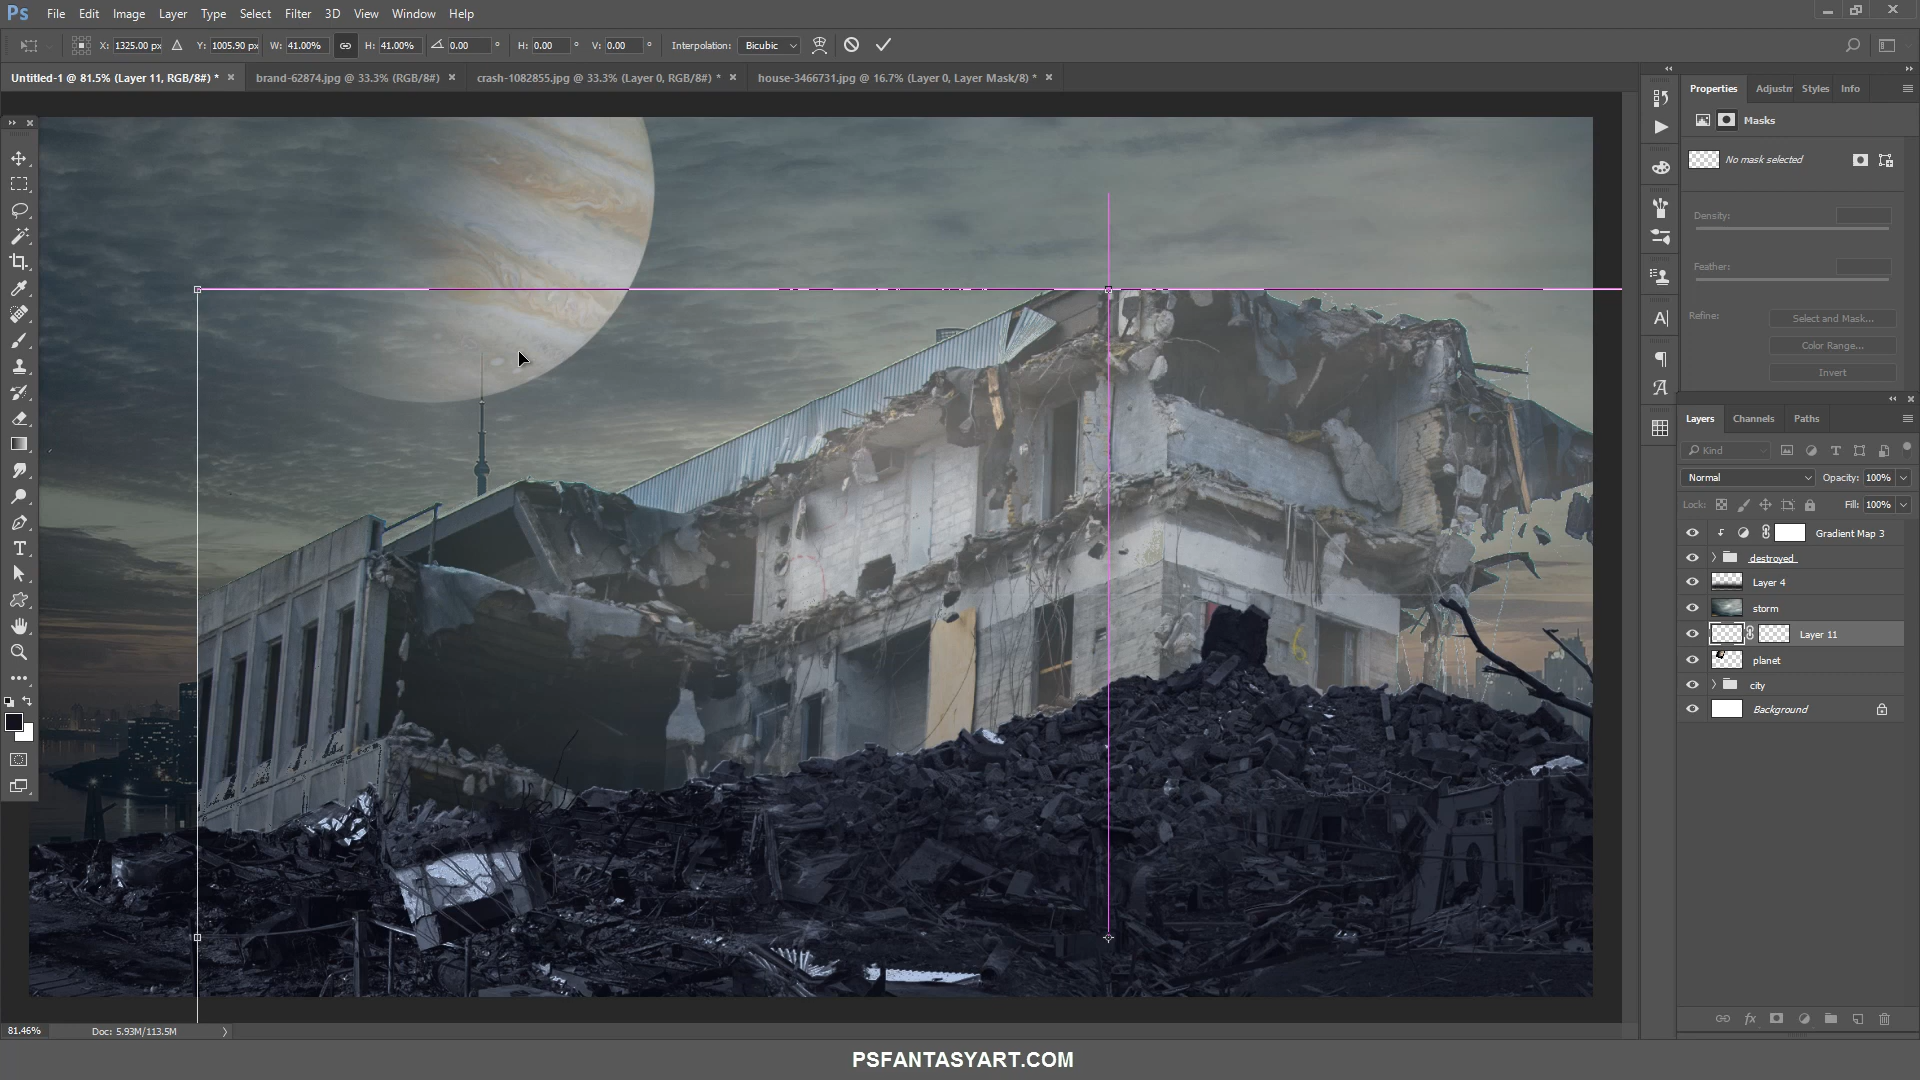 Ps File Edit Image Layer Type Select Filter 3D View Window Help
X: 1325.00 px Y: 1005.90 px W: 41.00% H: 41.00% 0.00 ° H: 0.00 ° V: 0.00 ° Interpolation: Bicubic
Untitled-1 @ 81.5% (Layer 11, RGB/8#) * × brand-62874.jpg @ 33.3% (RGB/8#) × crash-1082855.jpg @ 33.3% (Layer 0, RGB/8#) * × house-3466731.jpg @ 16.7% (Layer 0, Layer Mask/8) * ×
Properties Adjustm Styles Info
Masks
No mask selected
Density:
Feather:
Refine: Select and Mask...
Color Range...
Invert
Layers Channels Paths
Kind
Normal Opacity: 100%
Lock: Fill: 100%
Gradient Map 3
destroyed
Layer 4
storm
Layer 11
planet
city
Background
81.46% Doc: 5.93M/113.5M
PSFANTASYART.COM